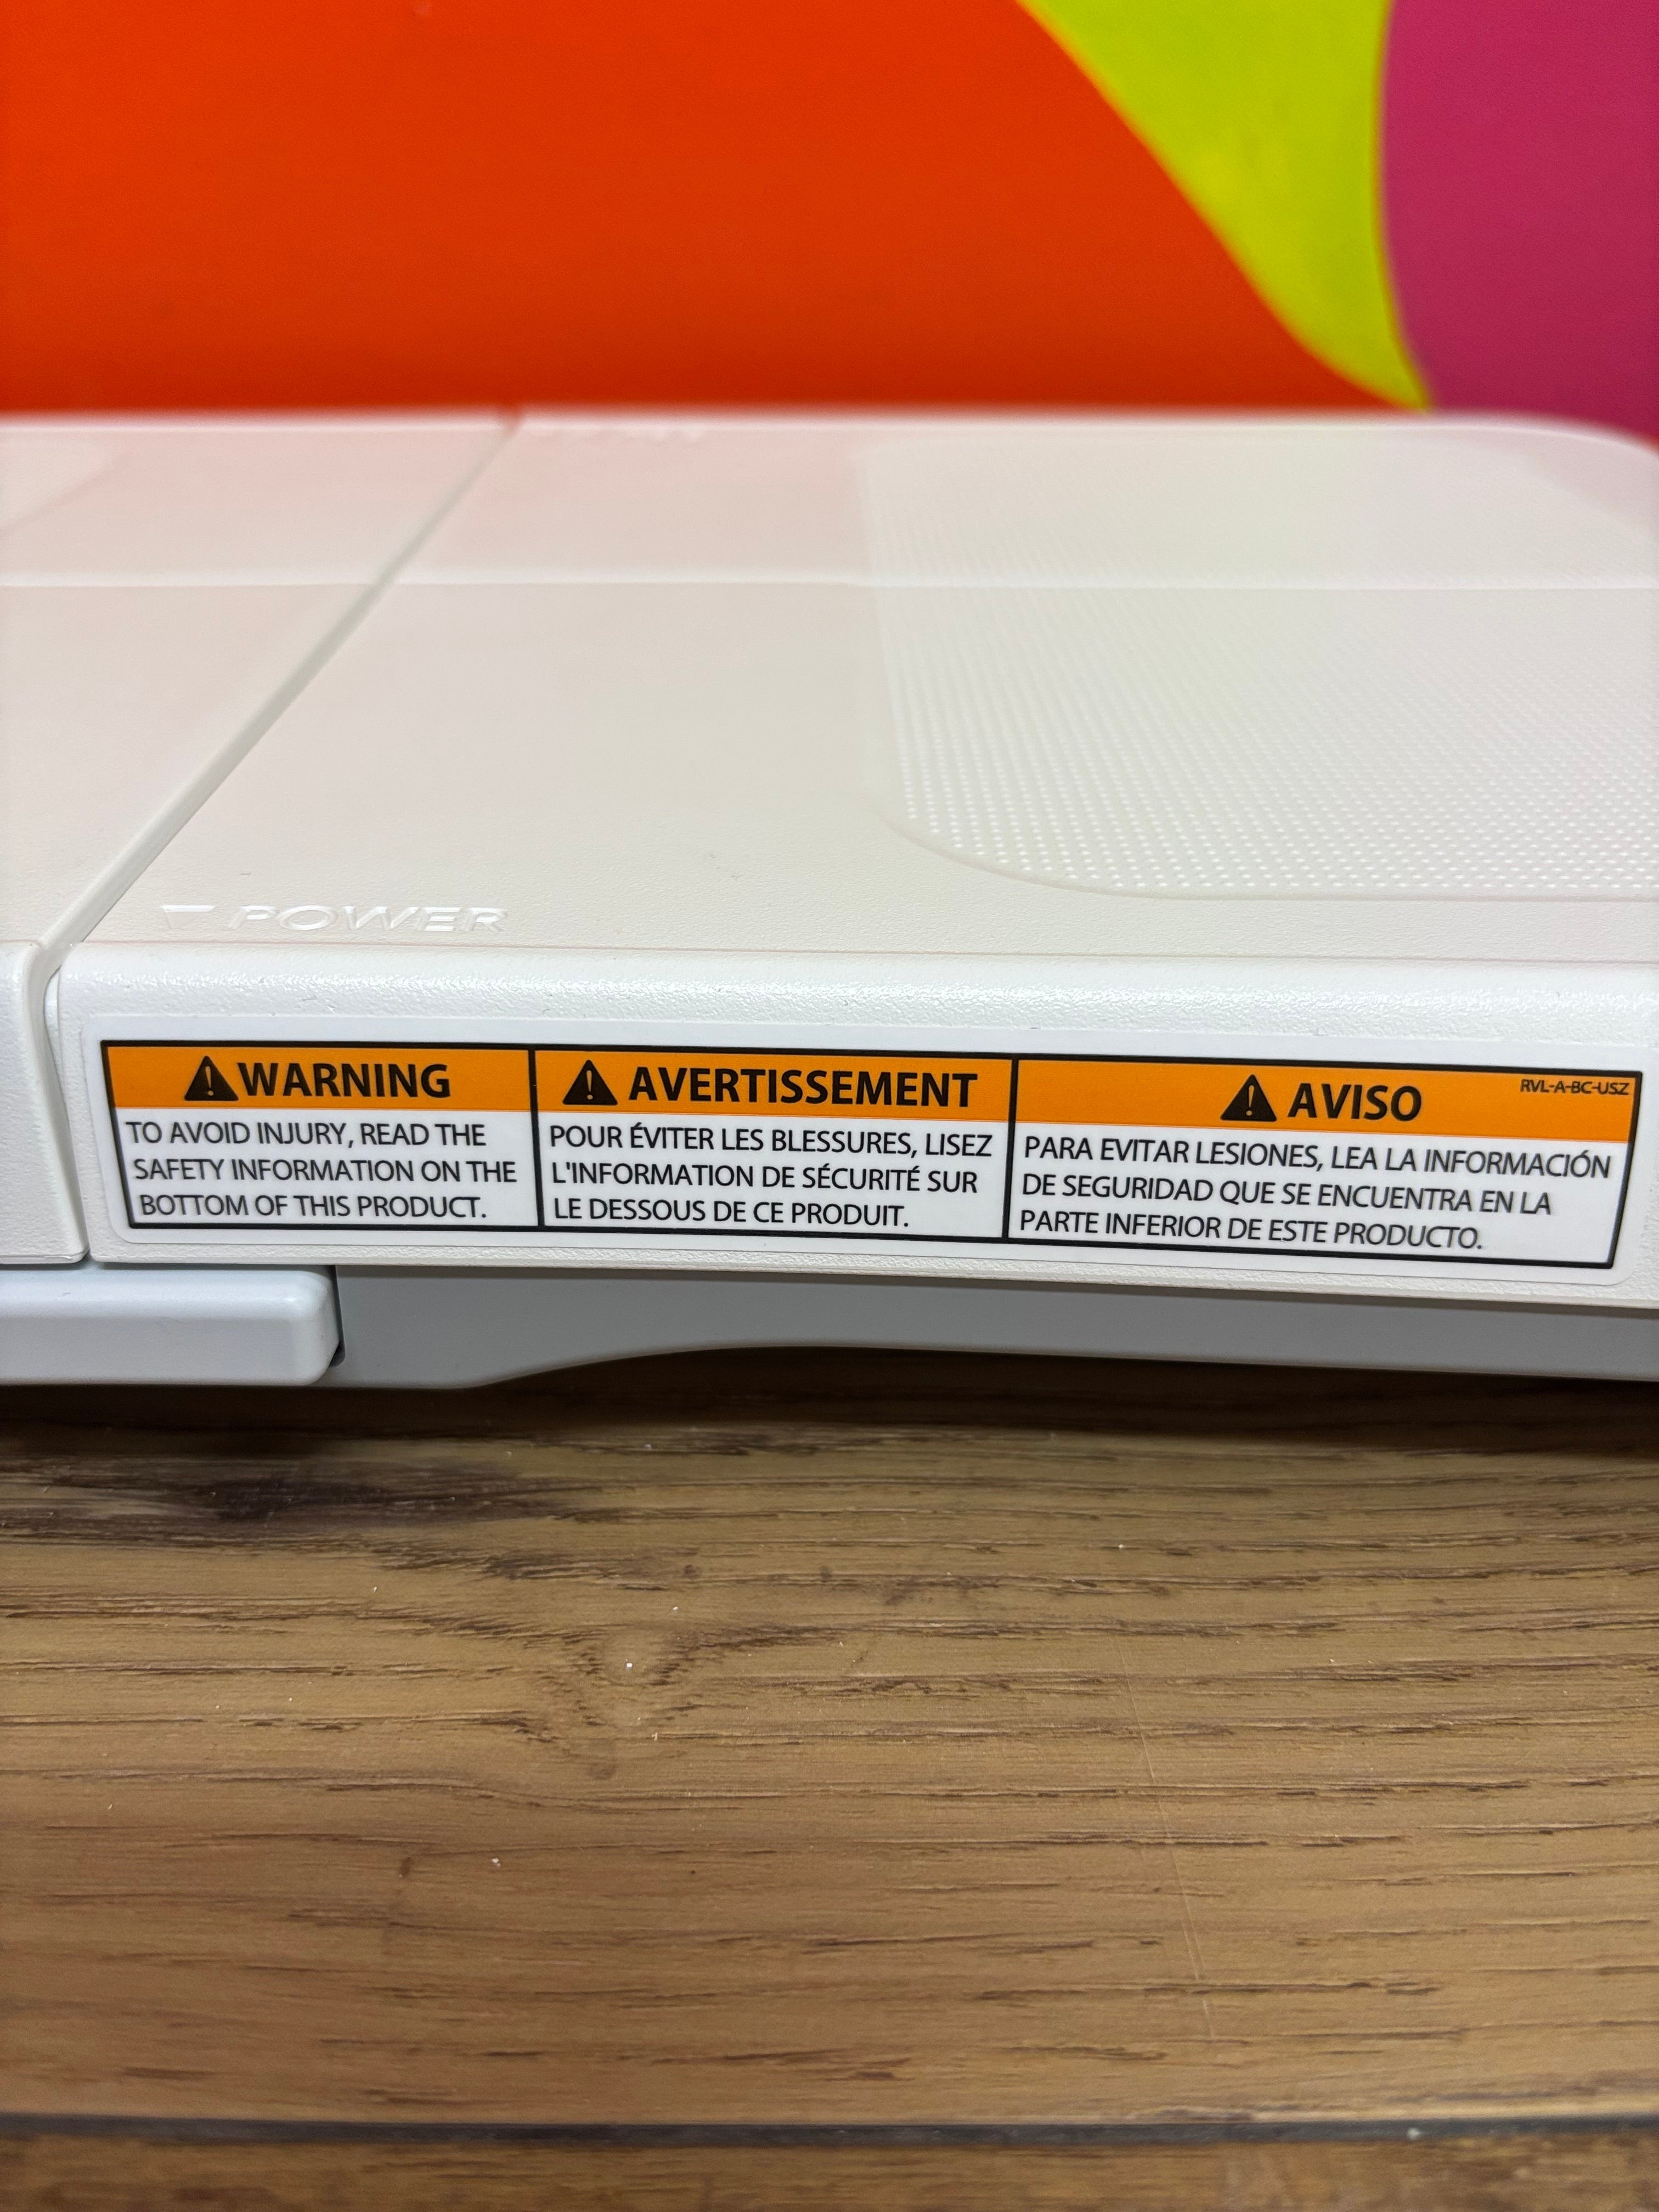 POWER
WARNING
TO AVOID INJURY, READ THE
SAFETY INFORMATION ON THE
BOTTOM OF THIS PRODUCT.
AVERTISSEMENT
POUR ÉVITER LES BLESSURES, LISEZ
L'INFORMATION DE SÉCURITÉ SUR
LE DESSOUS DE CE PRODUIT.
AVISO
RVL-A-BC-USZ
PARA EVITAR LESIONES, LEA LA INFORMACIÓN
DE SEGURIDAD QUE SE ENCUENTRA EN LA
PARTE INFERIOR DE ESTE PRODUCTO.